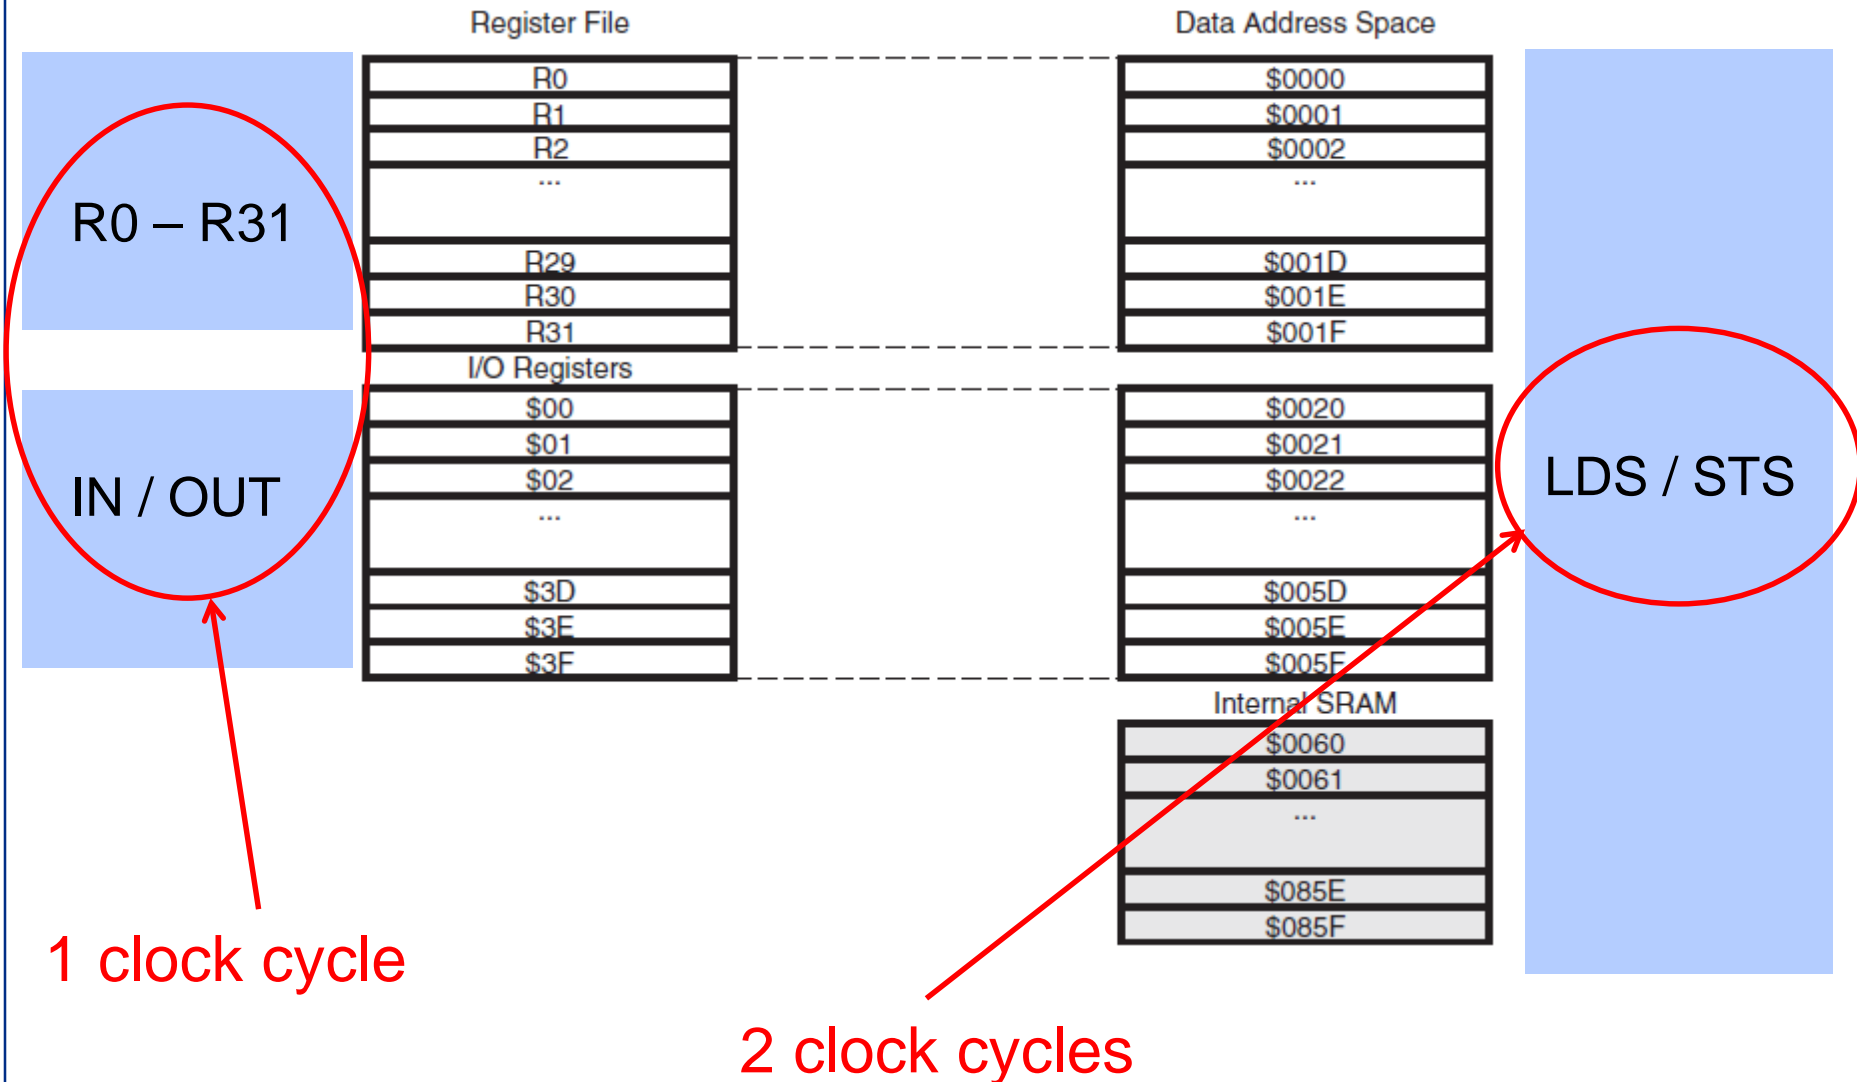 Register File
Data Address Space
R0
R1
R2
...
R29
R30
R31
$0000
$0001
$0002
...
$001D
$001E
$001F
R0 – R31
I/O Registers
$00
$01
$02
...
$3D
$3E
$3F
$0020
$0021
$0022
...
$005D
$005E
$005F
IN / OUT
LDS / STS
Internal SRAM
$0060
$0061
...
$085E
$085F
1 clock cycle
2 clock cycles